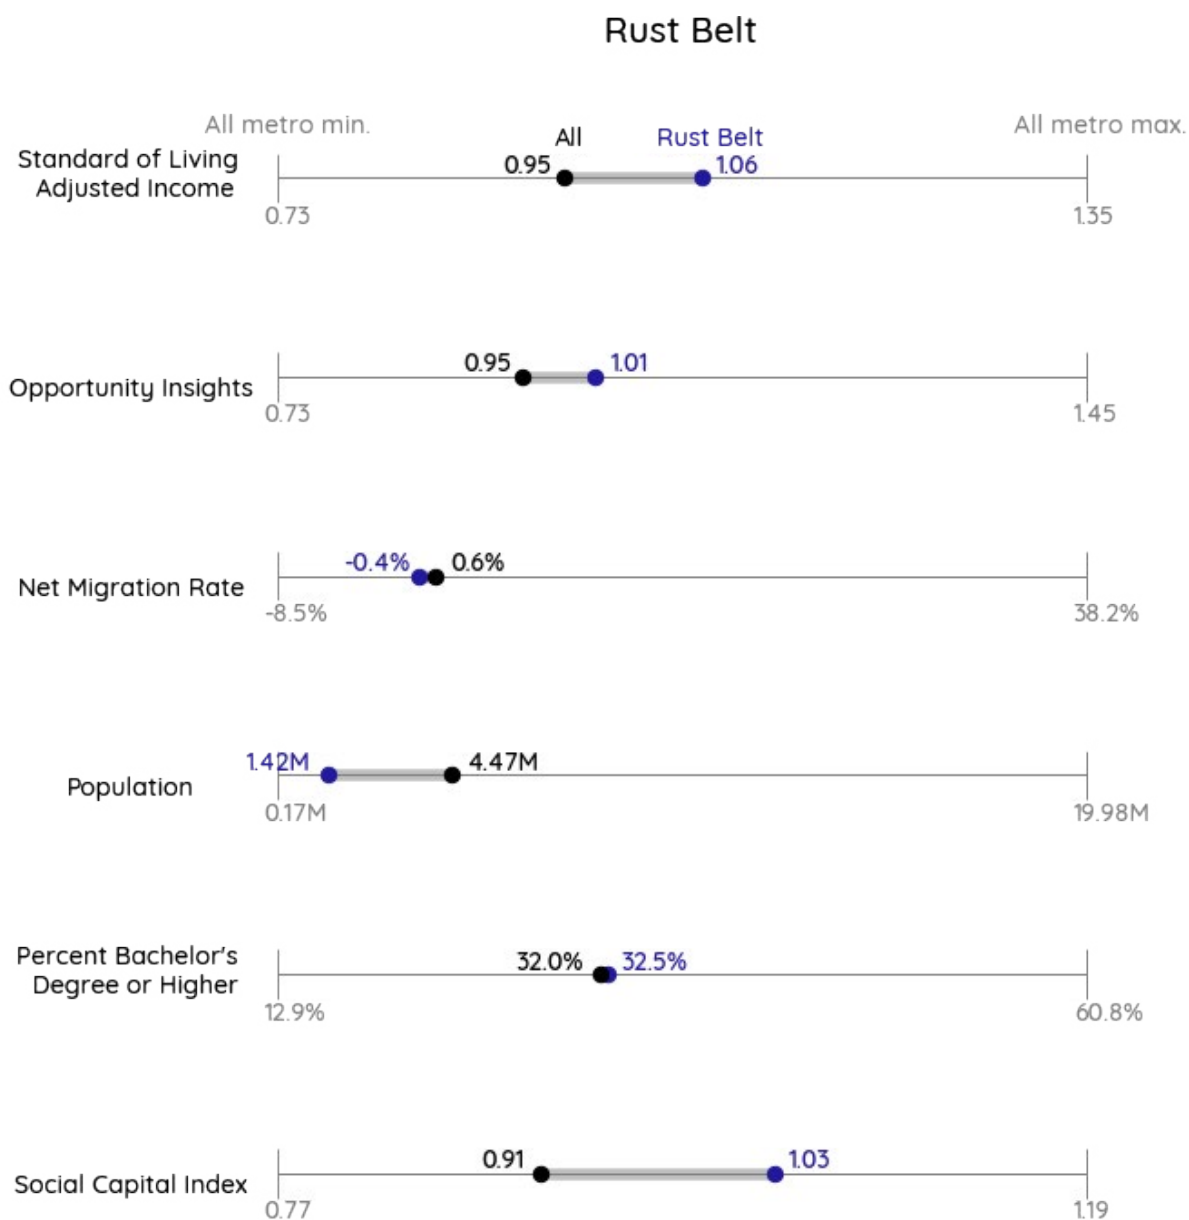 Rust Belt
All metro min.
All metro max.
All
Rust Belt
Standard of Living
Adjusted Income
0.95
1.06
0.73
1.35
Opportunity Insights
0.95
1.01
0.73
1.45
Net Migration Rate
-0.4%
0.6%
-8.5%
38.2%
Population
1.42M
4.47M
0.17M
19.98M
Percent Bachelor's
Degree or Higher
32.0%
32.5%
12.9%
60.8%
Social Capital Index
0.91
1.03
0.77
1.19